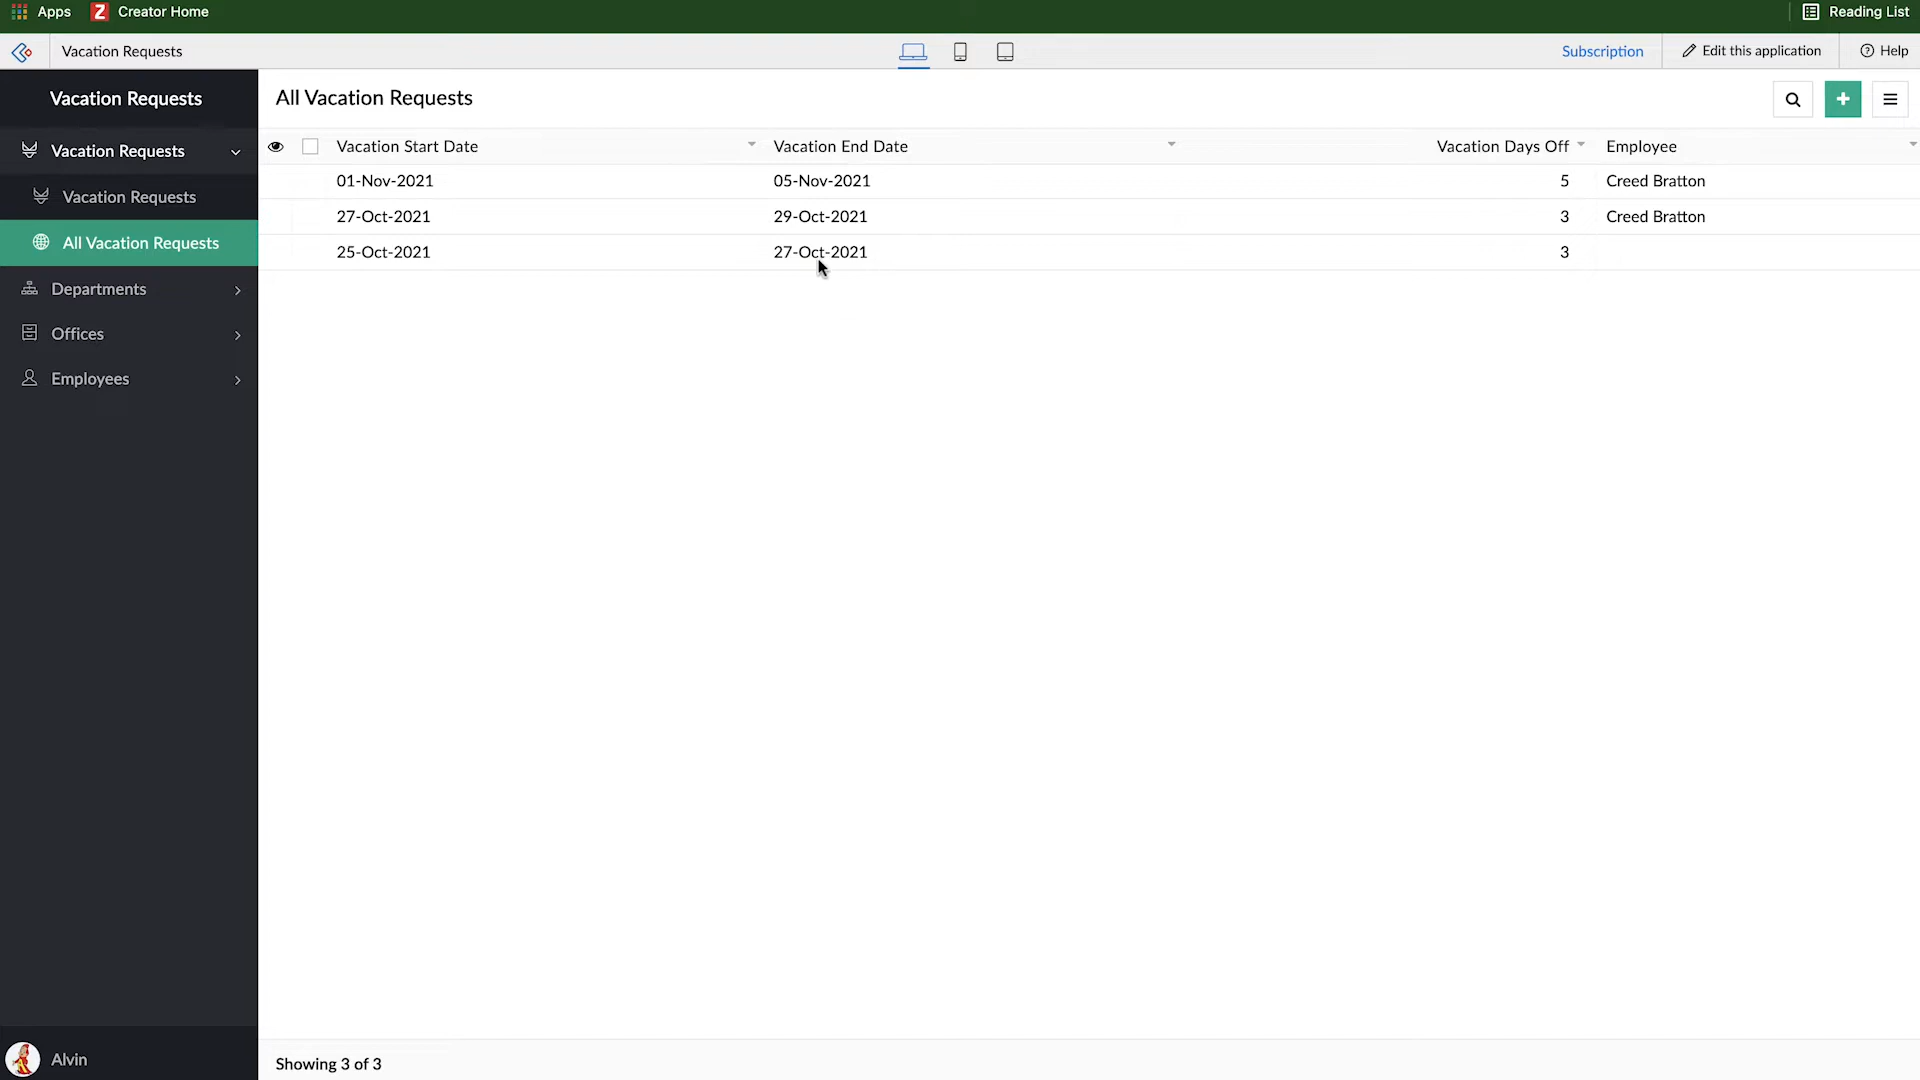 Apps Z Creator Home Reading List
Vacation Requests Subscription Edit this application ? Help
Vacation Requests
Vacation Requests
Vacation Requests
All Vacation Requests
Departments
Offices
Employees
Alvin
All Vacation Requests
Vacation Start Date Vacation End Date Vacation Days Off Employee
01-Nov-2021 05-Nov-2021 5 Creed Bratton
27-Oct-2021 29-Oct-2021 3 Creed Bratton
25-Oct-2021 27-Oct-2021 3
Showing 3 of 3